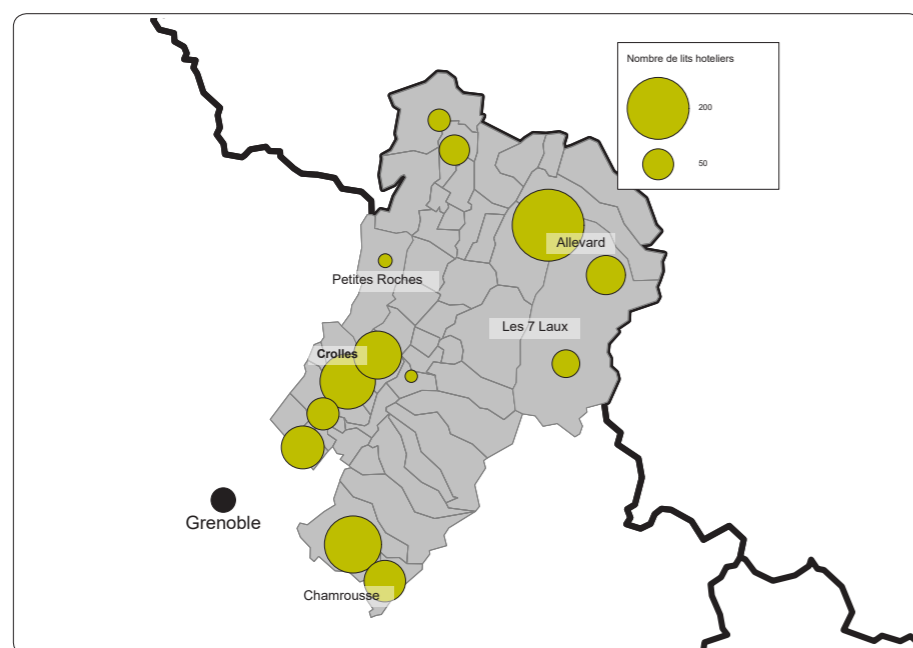 Nombre de lits hoteliers
200
50
Allevard
Petites Roches
Les 7 Laux
Crolles
Grenoble
Chamrousse